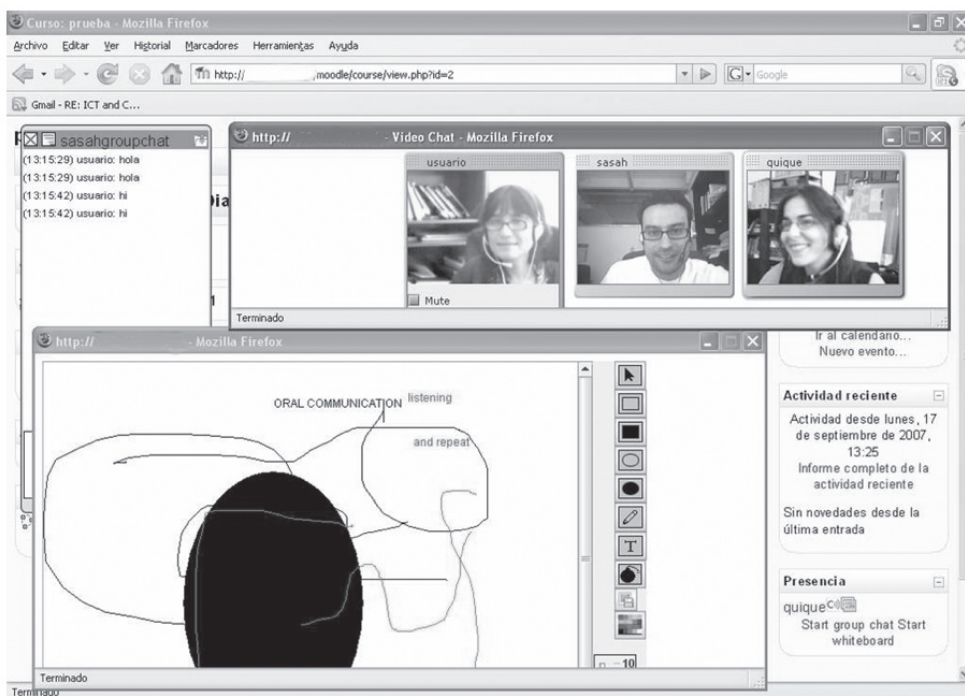 Curso: prueba - Mozilla Firefox
Archivo Editar Ver Historial Marcadores Herramientas Ayuda
http:// .moodle/course/view.php?id=2
G Google
Gmail - RE: ICT and C...
sasahgroupchat
(13:15:29) usuario: hola
(13:15:29) usuario: hola
(13:15:42) usuario: hi
(13:15:42) usuario: hi
http:// - Video Chat - Mozilla Firefox
usuario
sasah
quique
Mute
Terminado
http:// - Mozilla Firefox
ORAL COMMUNICATION listening
and repeat
T
10
Terminado
Ir al calendario...
Nuevo evento...
Actividad reciente
Actividad desde lunes, 17
de septiembre de 2007,
13:25
Informe completo de la
actividad reciente
Sin novedades desde la
última entrada
Presencia
quique
Start group chat Start
whiteboard
Terminado